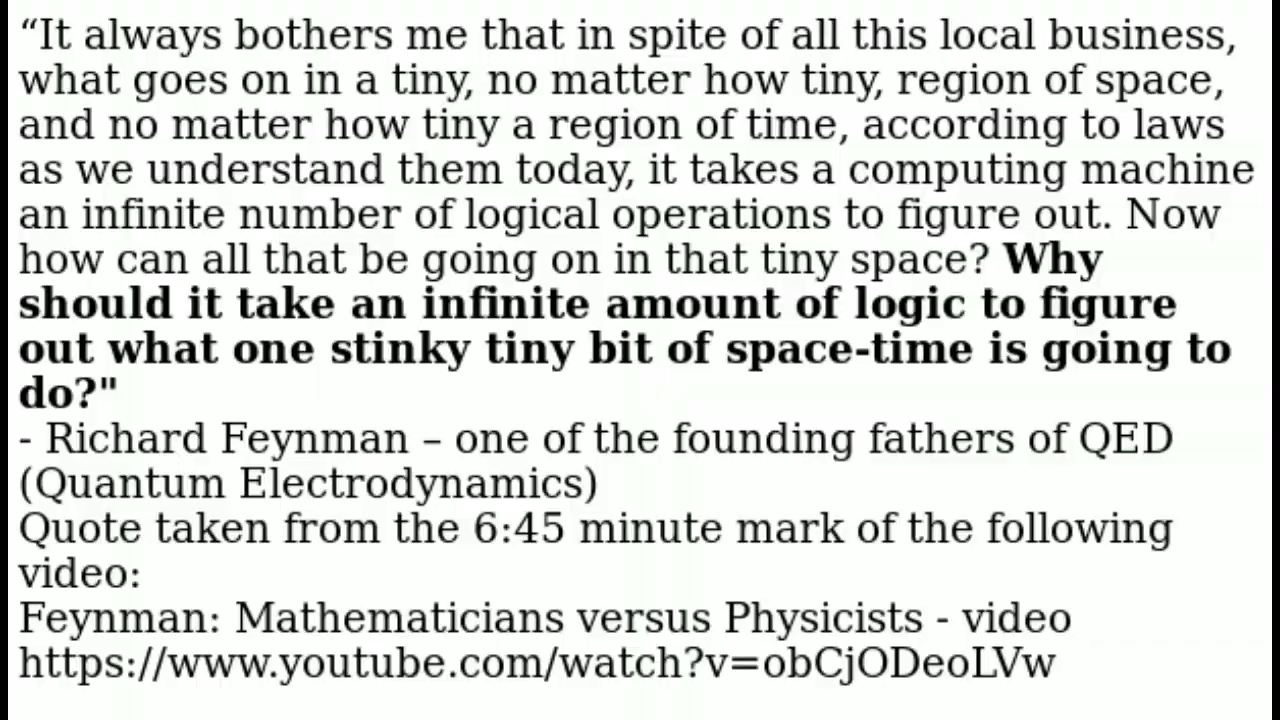 “It always bothers me that in spite of all this local business,
what goes on in a tiny, no matter how tiny, region of space,
and no matter how tiny a region of time, according to laws
as we understand them today, it takes a computing machine
an infinite number of logical operations to figure out. Now
how can all that be going on in that tiny space? Why
should it take an infinite amount of logic to figure
out what one stinky tiny bit of space-time is going to
do?"
- Richard Feynman – one of the founding fathers of QED
(Quantum Electrodynamics)
Quote taken from the 6:45 minute mark of the following
video:
Feynman: Mathematicians versus Physicists - video
https://www.youtube.com/watch?v=obCjODeoLVw